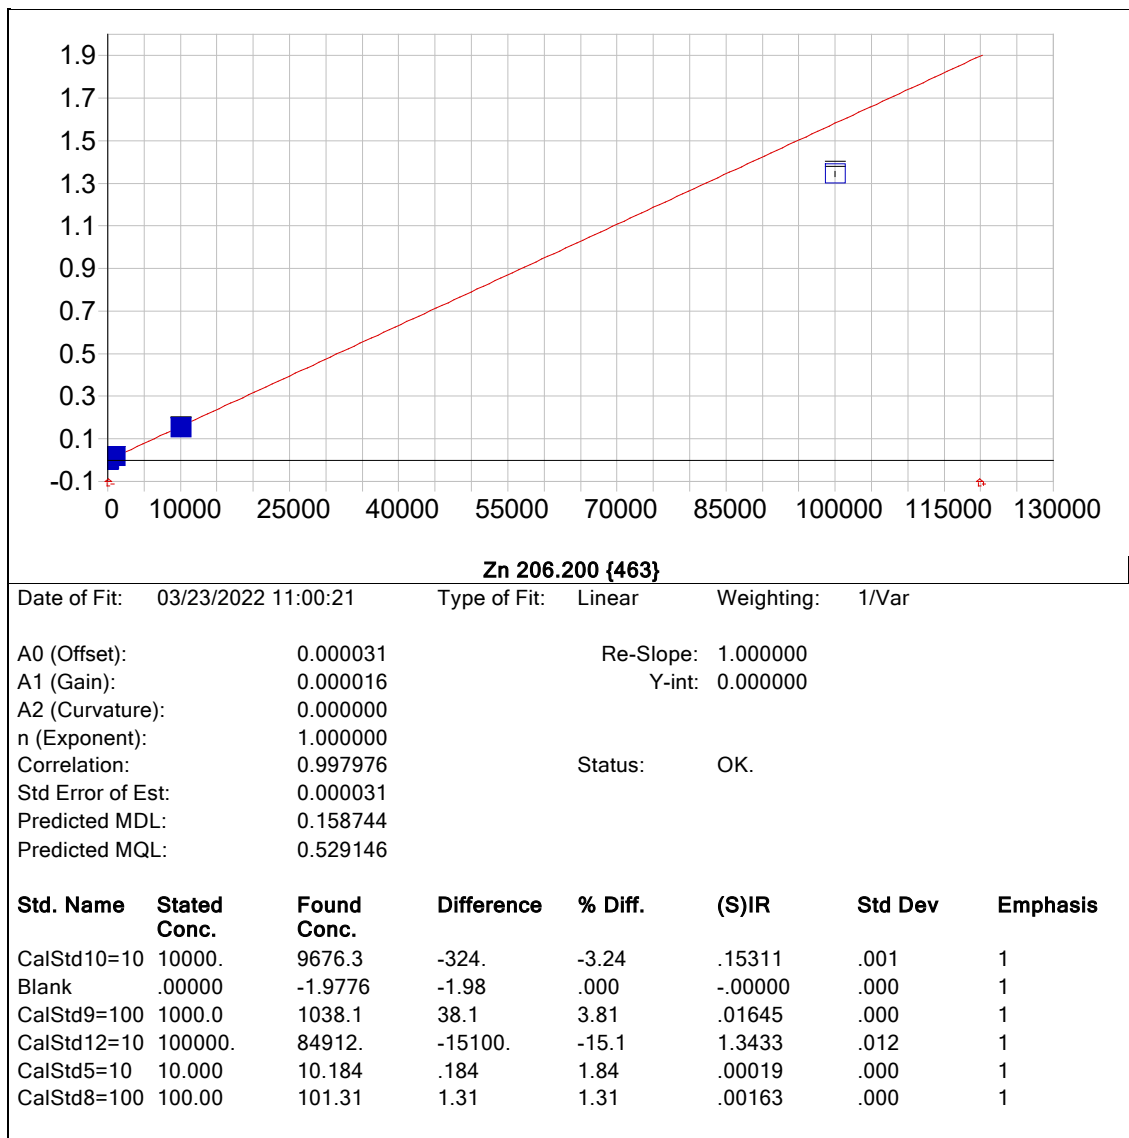 1.9
1.7
1.5
1.3
1.1
0.9
0.7
0.5
0.3
0.1
-0.1
0 10000 25000 40000 55000 70000 85000 100000 115000 130000
Zn 206.200 {463}
Date of Fit: 03/23/2022 11:00:21 Type of Fit: Linear Weighting: 1/Var
A0 (Offset): 0.000031 Re-Slope: 1.000000
A1 (Gain): 0.000016 Y-int: 0.000000
A2 (Curvature): 0.000000
n (Exponent): 1.000000
Correlation: 0.997976 Status: OK.
Std Error of Est: 0.000031
Predicted MDL: 0.158744
Predicted MQL: 0.529146
Std. Name Stated Conc. Found Conc. Difference % Diff. (S)IR Std Dev Emphasis
CalStd10=10 10000. 9676.3 -324. -3.24 .15311 .001 1
Blank .00000 -1.9776 -1.98 .000 -.00000 .000 1
CalStd9=100 1000.0 1038.1 38.1 3.81 .01645 .000 1
CalStd12=10 100000. 84912. -15100. -15.1 1.3433 .012 1
CalStd5=10 10.000 10.184 .184 1.84 .00019 .000 1
CalStd8=100 100.00 101.31 1.31 1.31 .00163 .000 1